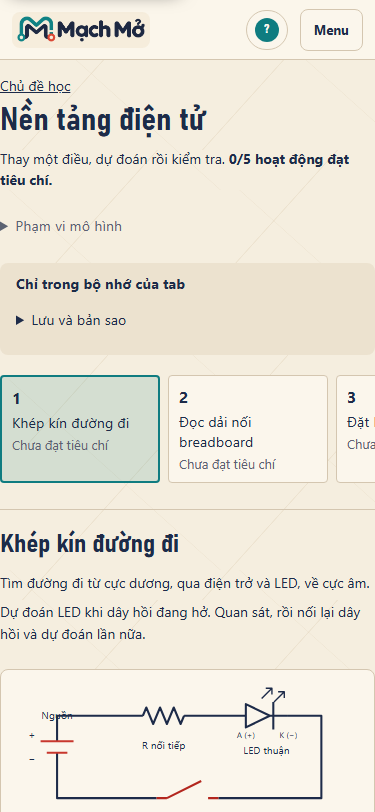 Mạch Mở
?
Menu
Chủ đề học
Nền tảng điện tử
Thay một điều, dự đoán rồi kiểm tra. 0/5 hoạt động đạt
tiêu chí.
Phạm vi mô hình
Chỉ trong bộ nhớ của tab
Lưu và bản sao
1
Khép kín đường đi
Chưa đạt tiêu chí
2
Đọc dải nối
breadboard
Chưa đạt tiêu chí
3
Đặt
Chưa
Khép kín đường đi
Tìm đường đi từ cực dương, qua điện trở và LED, về cực âm.
Dự đoán LED khi dây hồi đang hở. Quan sát, rồi nối lại dây
hồi và dự đoán lần nữa.
Nguồn
+
−
R nối tiếp
A (+)
K (−)
LED thuận